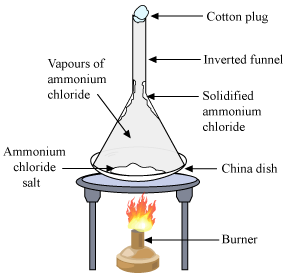 Cotton plug
Inverted funnel
Vapours of
ammonium
chloride
Solidified
ammonium
chloride
Ammonium
chloride
salt
China dish
Burner